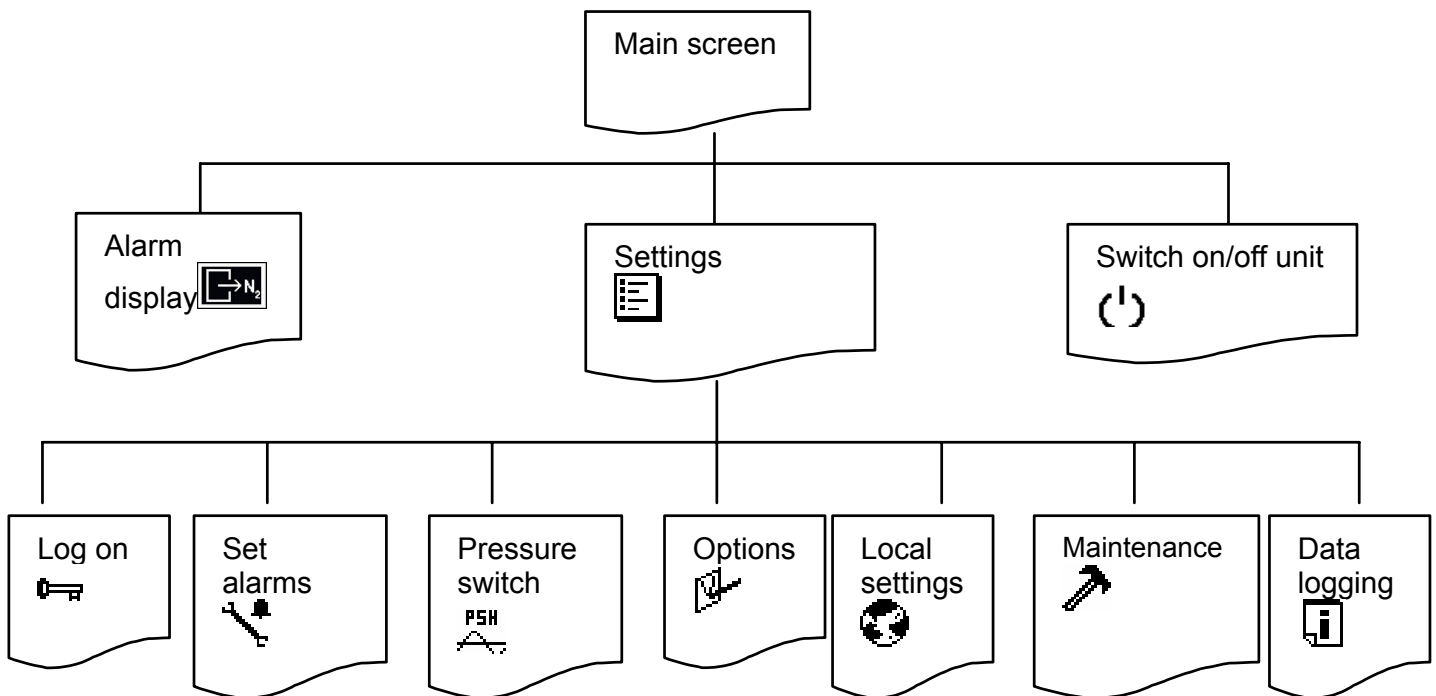 Main screen
Alarm
display
→N₂
Settings
Switch on/off unit
Log on
Set
alarms
Pressure
switch
PSH
Options
Local
settings
Maintenance
Data
logging
i